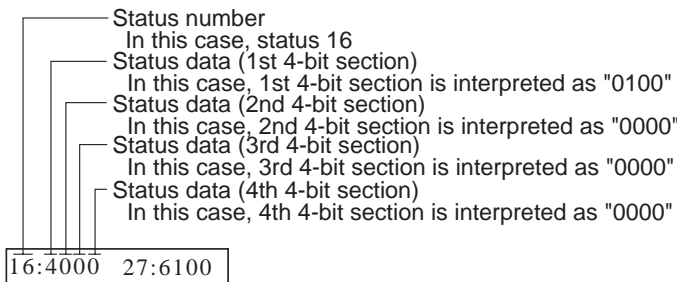 Status number
In this case, status 16
Status data (1st 4-bit section)
In this case, 1st 4-bit section is interpreted as "0100"
Status data (2nd 4-bit section)
In this case, 2nd 4-bit section is interpreted as "0000"
Status data (3rd 4-bit section)
In this case, 3rd 4-bit section is interpreted as "0000"
Status data (4th 4-bit section)
In this case, 4th 4-bit section is interpreted as "0000"
16:4000 27:6100